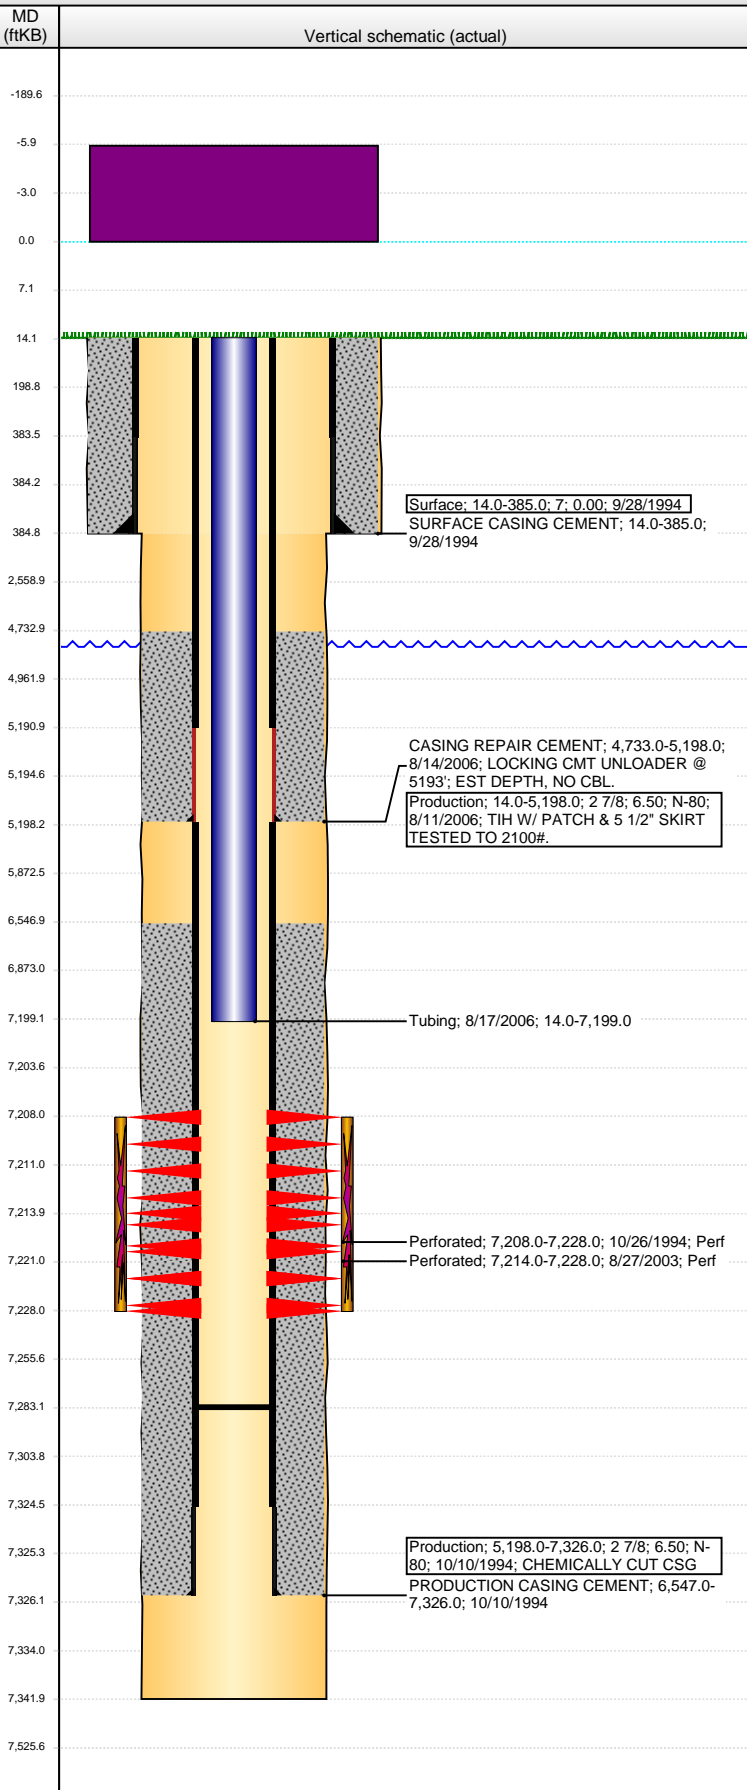 MD
(ftKB)
Vertical schematic (actual)
-189.6
-5.9
-3.0
0.0
7.1
14.1
198.8
383.5
384.2
Surface; 14.0-385.0; 7; 0.00; 9/28/1994
SURFACE CASING CEMENT; 14.0-385.0;
9/28/1994
384.8
2,558.9
4,732.9
4,961.9
5,190.9
CASING REPAIR CEMENT; 4,733.0-5,198.0;
8/14/2006; LOCKING CMT UNLOADER @
5193'; EST DEPTH, NO CBL.
5,194.6
Production; 14.0-5,198.0; 2 7/8; 6.50; N-80;
8/11/2006; TIH W/ PATCH & 5 1/2" SKIRT
TESTED TO 2100#.
5,198.2
5,872.5
6,546.9
6,873.0
7,199.1
Tubing; 8/17/2006; 14.0-7,199.0
7,203.6
7,208.0
7,211.0
7,213.9
Perforated; 7,208.0-7,228.0; 10/26/1994; Perf
7,221.0
Perforated; 7,214.0-7,228.0; 8/27/2003; Perf
7,228.0
7,255.6
7,283.1
7,303.8
7,324.5
7,325.3
Production; 5,198.0-7,326.0; 2 7/8; 6.50; N-
80; 10/10/1994; CHEMICALLY CUT CSG
PRODUCTION CASING CEMENT; 6,547.0-
7,326.0; 10/10/1994
7,326.1
7,334.0
7,341.9
7,525.6